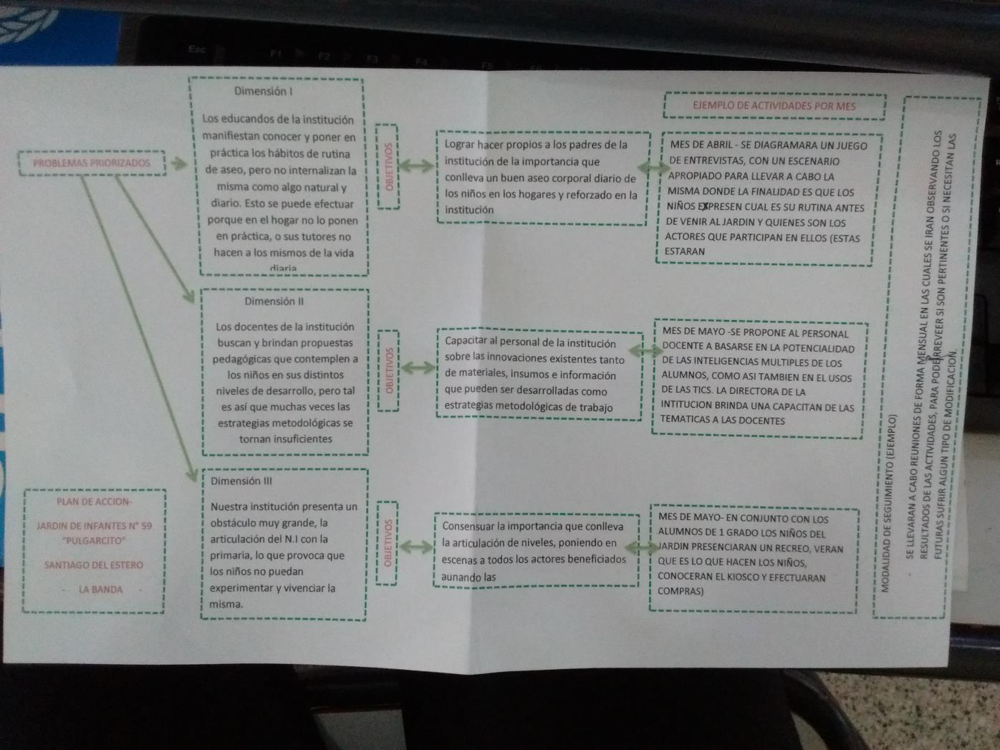 Esc
F1
F2
F3
F4
F5
PROBLEMAS PRIORIZADOS
Dimensión I
Los educandos de la institución
manifiestan conocer y poner en
práctica los hábitos de rutina
de aseo, pero no internalizan la
misma como algo natural y
diario. Esto se puede efectuar
porque en el hogar no lo ponen
en práctica, o sus tutores no
hacen a los mismos de la vida
diaria
OBJETIVOS
Lograr hacer propios a los padres de la
institución de la importancia que
conlleva un buen aseo corporal diario de
los niños en los hogares y reforzado en la
institución
EJEMPLO DE ACTIVIDADES POR MES
MES DE ABRIL - SE DIAGRAMARA UN JUEGO
DE ENTREVISTAS, CON UN ESCENARIO
APROPIADO PARA LLEVAR A CABO LA
MISMA DONDE LA FINALIDAD ES QUE LOS
NIÑOS EXPRESEN CUAL ES SU RUTINA ANTES
DE VENIR AL JARDIN Y QUIENES SON LOS
ACTORES QUE PARTICIPAN EN ELLOS (ESTAS
ESTARAN
Dimensión II
Los docentes de la institución
buscan y brindan propuestas
pedagógicas que contemplen a
los niños en sus distintos
niveles de desarrollo, pero tal
es así que muchas veces las
estrategias metodológicas se
tornan insuficientes
OBJETIVOS
Capacitar al personal de la institución
sobre las innovaciones existentes tanto
de materiales, insumos e información
que pueden ser desarrolladas como
estrategias metodológicas de trabajo
MES DE MAYO -SE PROPONE AL PERSONAL
DOCENTE A BASARSE EN LA POTENCIALIDAD
DE LAS INTELIGENCIAS MULTIPLES DE LOS
ALUMNOS, COMO ASI TAMBIEN EN EL USOS
DE LAS TICS. LA DIRECTORA DE LA
INTITUCION BRINDA UNA CAPACITAN DE LAS
TEMATICAS A LAS DOCENTES
PLAN DE ACCION-
JARDIN DE INFANTES N° 59
"PULGARCITO"
SANTIAGO DEL ESTERO
- LA BANDA -
Dimensión III
Nuestra institución presenta un
obstáculo muy grande, la
articulación del N.I con la
primaria, lo que provoca que
los niños no puedan
experimentar y vivenciar la
misma.
OBJETIVOS
Consensuar la importancia que conlleva
la articulación de niveles, poniendo en
escenas a todos los actores beneficiados
aunando las
MES DE MAYO- EN CONJUNTO CON LOS
ALUMNOS DE 1 GRADO LOS NIÑOS DEL
JARDIN PRESENCIARAN UN RECREO, VERAN
QUE ES LO QUE HACEN LOS NIÑOS,
CONOCERAN EL KIOSCO Y EFECTUARAN
COMPRAS)
MODALIDAD DE SEGUIMIENTO (EJEMPLO)
SE LLEVARAN A CABO REUNIONES DE FORMA MENSUAL EN LAS CUALES SE IRAN OBSERVANDO LOS
RESULTADOS DE LAS ACTIVIDADES, PARA PODER PREVEER SI SON PERTINENTES O SI NECESITAN LAS
FUTURAS SUFRIR ALGUN TIPO DE MODIFICACIÓN.